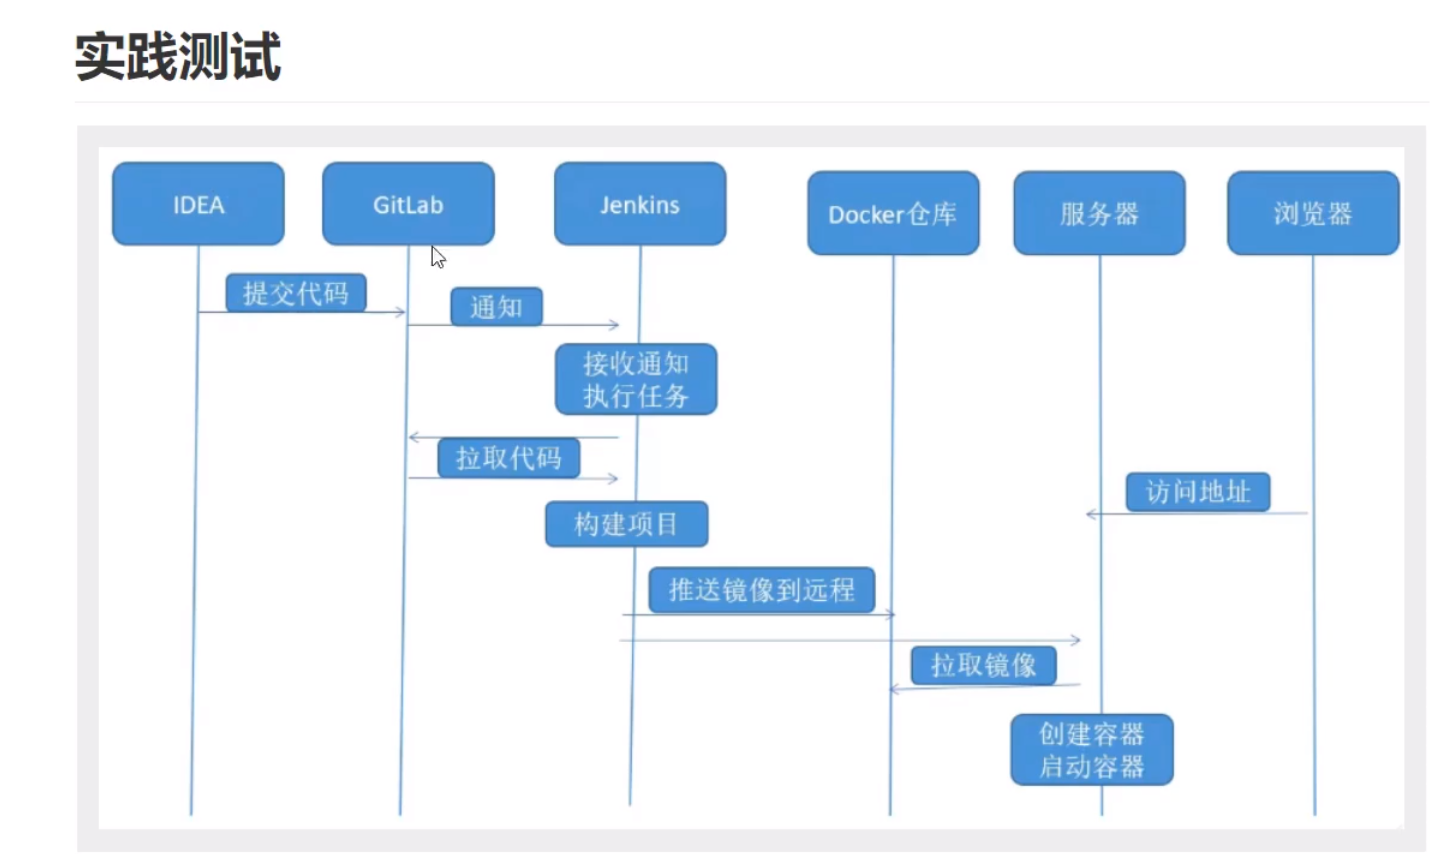 实践测试
IDEA
GitLab
Jenkins
Docker仓库
服务器
浏览器
提交代码
通知
接收通知
执行任务
拉取代码
访问地址
构建项目
推送镜像到远程
拉取镜像
创建容器
启动容器